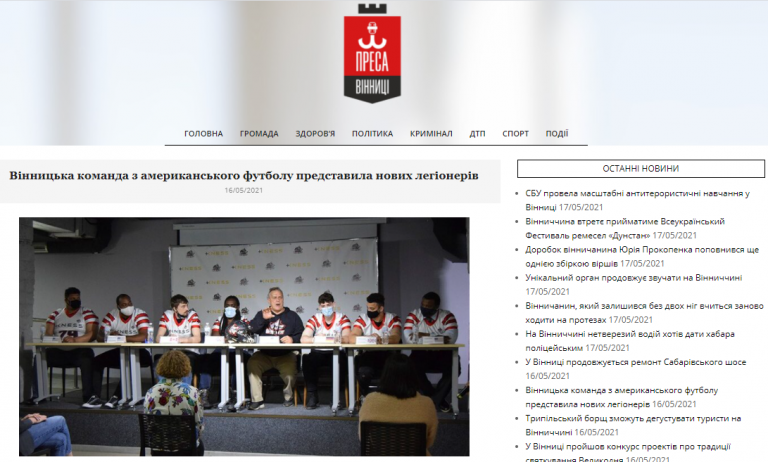 ПРЕСА
ВІННИЦІ
ГОЛОВНА ГРОМАДА ЗДОРОВ'Я ПОЛІТИКА КРИМІНАЛ ДТП СПОРТ ПОДІЇ
Вінницька команда з американського футболу представила нових легіонерів
16/05/2021
ОСТАННІ НОВИНИ
СБУ провела масштабні антитерористичні навчання у
Вінниці 17/05/2021
Вінниччина втретє прийматиме Всеукраїнський
Фестиваль ремесел «Дунстан» 17/05/2021
Доробок вінничанина Юрія Прокопенка поповнився ще
однією збіркою віршів 17/05/2021
Унікальний орган продовжує звучати на Вінниччині
17/05/2021
Вінничанин, який залишився без двох ніг вчиться заново
ходити на протезах 17/05/2021
На Вінниччині нетверезий водій хотів дати хабара
поліцейським 17/05/2021
У Вінниці продовжується ремонт Сабарівського шосе
16/05/2021
Вінницька команда з американського футболу
представила нових легіонерів 16/05/2021
Трипільський борщ зможуть дегустувати туристи на
Вінниччині 16/05/2021
У Вінниці пройшов конкурс проектів про традиції
святкування Великодня 16/05/2021